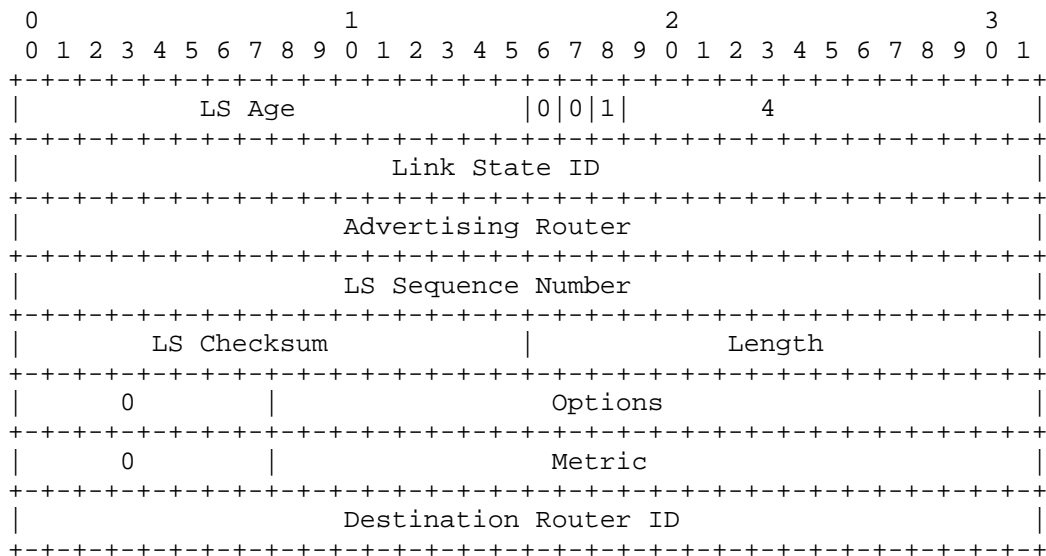 0                   1                   2                   3
 0 1 2 3 4 5 6 7 8 9 0 1 2 3 4 5 6 7 8 9 0 1 2 3 4 5 6 7 8 9 0 1
+-+-+-+-+-+-+-+-+-+-+-+-+-+-+-+-+-+-+-+-+-+-+-+-+-+-+-+-+-+-+-+-+
|           LS Age              |0|0|1|        4                |
+-+-+-+-+-+-+-+-+-+-+-+-+-+-+-+-+-+-+-+-+-+-+-+-+-+-+-+-+-+-+-+-+
|                       Link State ID                           |
+-+-+-+-+-+-+-+-+-+-+-+-+-+-+-+-+-+-+-+-+-+-+-+-+-+-+-+-+-+-+-+-+
|                    Advertising Router                         |
+-+-+-+-+-+-+-+-+-+-+-+-+-+-+-+-+-+-+-+-+-+-+-+-+-+-+-+-+-+-+-+-+
|                    LS Sequence Number                         |
+-+-+-+-+-+-+-+-+-+-+-+-+-+-+-+-+-+-+-+-+-+-+-+-+-+-+-+-+-+-+-+-+
|        LS Checksum            |            Length             |
+-+-+-+-+-+-+-+-+-+-+-+-+-+-+-+-+-+-+-+-+-+-+-+-+-+-+-+-+-+-+-+-+
|      0        |                 Options                       |
+-+-+-+-+-+-+-+-+-+-+-+-+-+-+-+-+-+-+-+-+-+-+-+-+-+-+-+-+-+-+-+-+
|      0        |                 Metric                        |
+-+-+-+-+-+-+-+-+-+-+-+-+-+-+-+-+-+-+-+-+-+-+-+-+-+-+-+-+-+-+-+-+
|                    Destination Router ID                      |
+-+-+-+-+-+-+-+-+-+-+-+-+-+-+-+-+-+-+-+-+-+-+-+-+-+-+-+-+-+-+-+-+